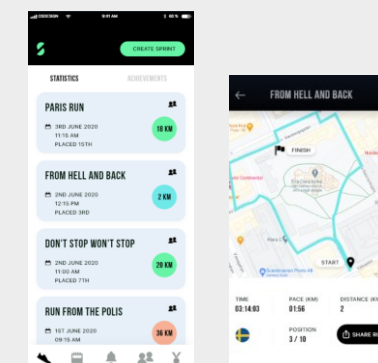 9:41 AM
CREATE SPRINT
STATISTICS
ACHIEVEMENTS
PARIS RUN
3RD JUNE 2020
11:15 AM
PLACED 15TH
18 KM
FROM HELL AND BACK
2ND JUNE 2020
12:15 PM
PLACED 3RD
2 KM
DON'T STOP WON'T STOP
2ND JUNE 2020
11:00 AM
PLACED 7TH
20 KM
RUN FROM THE POLIS
1ST JUNE 2020
09:15 AM
36 KM
FROM HELL AND BACK
FINISH
START
TIME
03:14:03
PACE (KM)
01:56
DISTANCE (KM
2
POSITION
3 / 10
SHARE